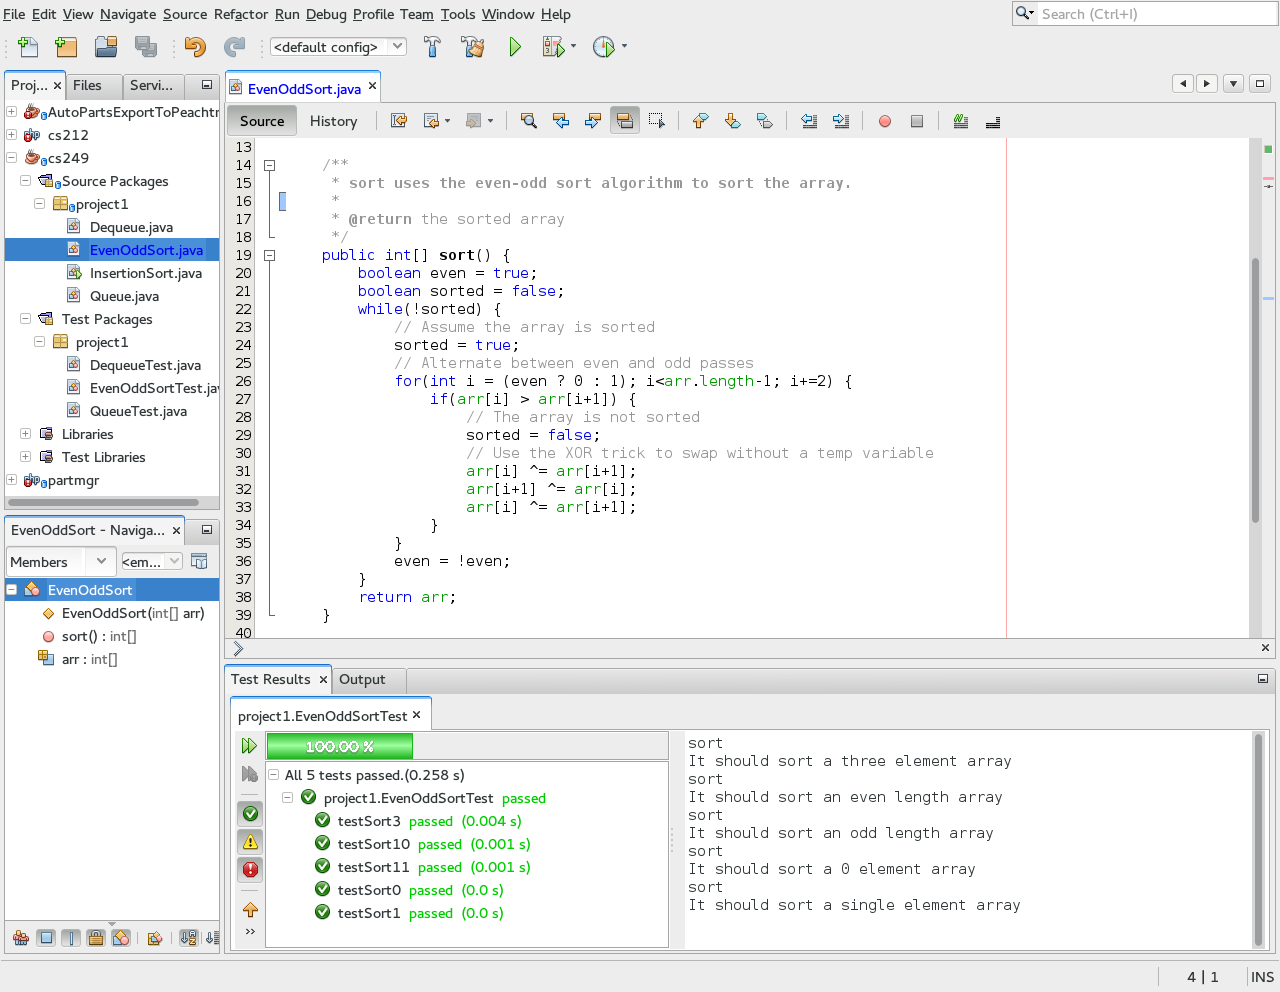 File Edit View Navigate Source Refactor Run Debug Profile Team Tools Window Help
Search (Ctrl+I)
<default config>
Proj... × Files Servi...
AutoPartsExportToPeachtr
cs212
cs249
Source Packages
project1
Dequeue.java
EvenOddSort.java
InsertionSort.java
Queue.java
Test Packages
project1
DequeueTest.java
EvenOddSortTest.jav
QueueTest.java
Libraries
Test Libraries
partmgr
EvenOddSort - Naviga... ×
Members <em...
EvenOddSort
EvenOddSort(int[] arr)
sort() : int[]
arr : int[]
EvenOddSort.java ×
Source History
13
14 /**
15 * sort uses the even-odd sort algorithm to sort the array.
16 *
17 * @return the sorted array
18 */
19 public int[] sort() {
20 boolean even = true;
21 boolean sorted = false;
22 while(!sorted) {
23 // Assume the array is sorted
24 sorted = true;
25 // Alternate between even and odd passes
26 for(int i = (even ? 0 : 1); i<arr.length-1; i+=2) {
27 if(arr[i] > arr[i+1]) {
28 // The array is not sorted
29 sorted = false;
30 // Use the XOR trick to swap without a temp variable
31 arr[i] ^= arr[i+1];
32 arr[i+1] ^= arr[i];
33 arr[i] ^= arr[i+1];
34 }
35 }
36 even = !even;
37 }
38 return arr;
39 }
40
Test Results × Output
project1.EvenOddSortTest ×
100.00 %
All 5 tests passed.(0.258 s)
project1.EvenOddSortTest passed
testSort3 passed (0.004 s)
testSort10 passed (0.001 s)
testSort11 passed (0.001 s)
testSort0 passed (0.0 s)
testSort1 passed (0.0 s)
sort
It should sort a three element array
sort
It should sort an even length array
sort
It should sort an odd length array
sort
It should sort a 0 element array
sort
It should sort a single element array
4 | 1 INS